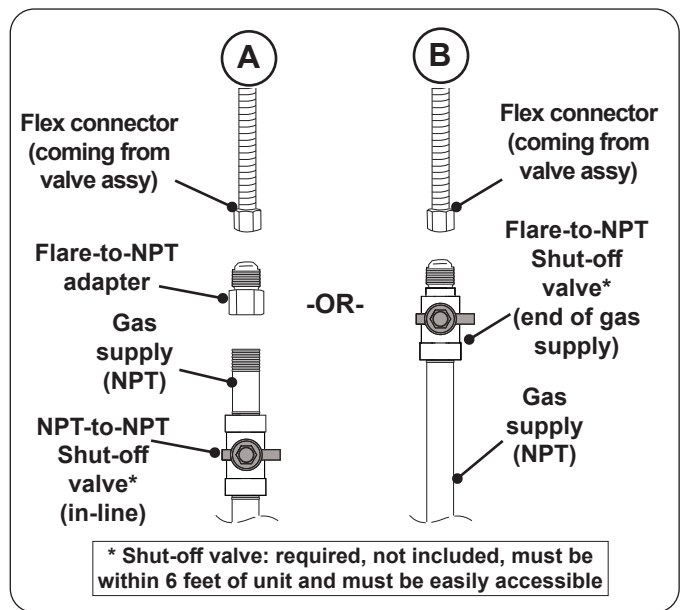 A
Flex connector
(coming from
valve assy)
Flare-to-NPT
adapter
Gas
supply
(NPT)
NPT-to-NPT
Shut-off
valve*
(in-line)
-OR-
B
Flex connector
(coming from
valve assy)
Flare-to-NPT
Shut-off
valve*
(end of gas
supply)
Gas
supply
(NPT)
* Shut-off valve: required, not included, must be
within 6 feet of unit and must be easily accessible